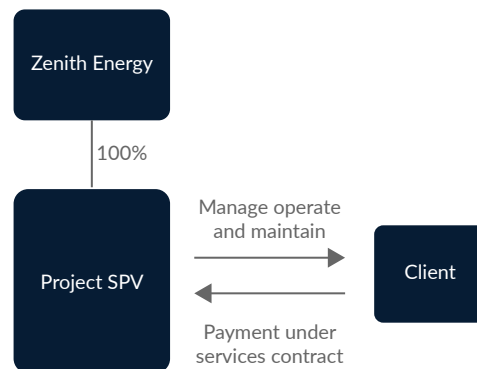 Zenith Energy
100%
Manage operate
and maintain
Project SPV
Client
Payment under
services contract